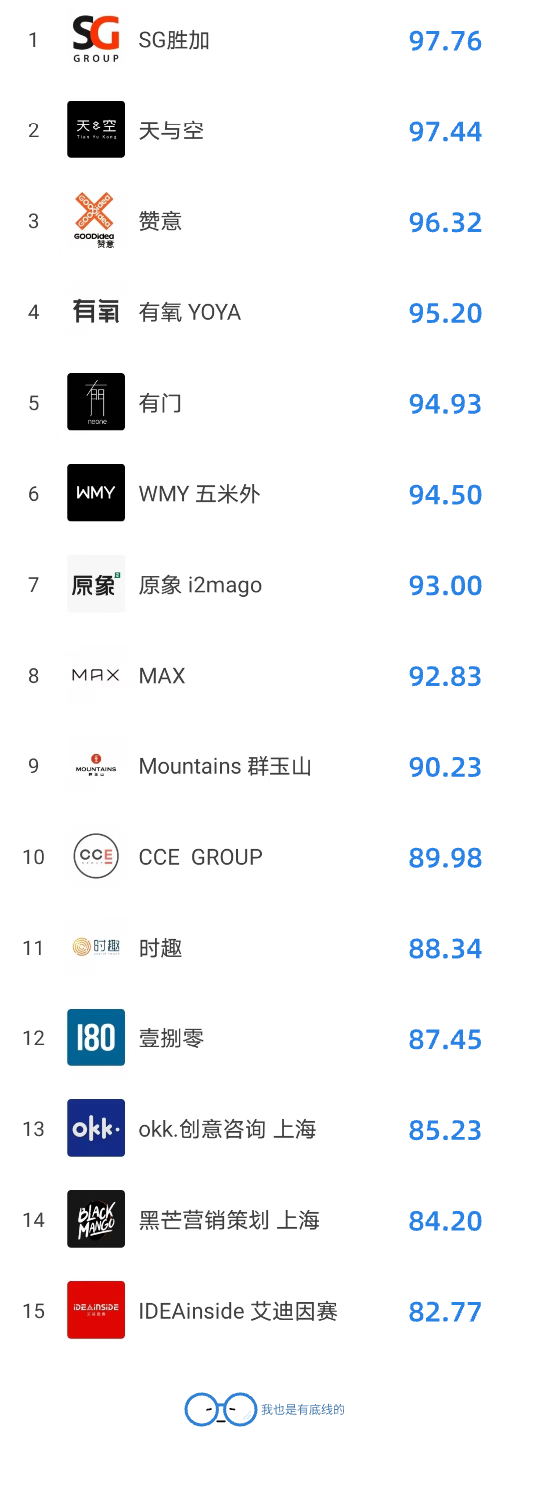 1 SG GROUP SG胜加 97.76
2 天与空 Tian Yu Kong 天与空 97.44
3 GOODidea GOODidea GOODidea 赞意 赞意 96.32
4 有氧 有氧 YOYA 95.20
5 有門 neone 有门 94.93
6 WMY WMY 五米外 94.50
7 原象 原象 i2mago 93.00
8 MAX MAX 92.83
9 MOUNTAINS 群玉山 Mountains 群玉山 90.23
10 CCE CCE GROUP 89.98
11 时趣 时趣 88.34
12 180 壹捌零 87.45
13 okk· okk.创意咨询 上海 85.23
14 BLACK MANGO 黑芒营销策划 上海 84.20
15 iDEAiNSiDE 艾迪因赛 IDEAinside 艾迪因赛 82.77
我也是有底线的